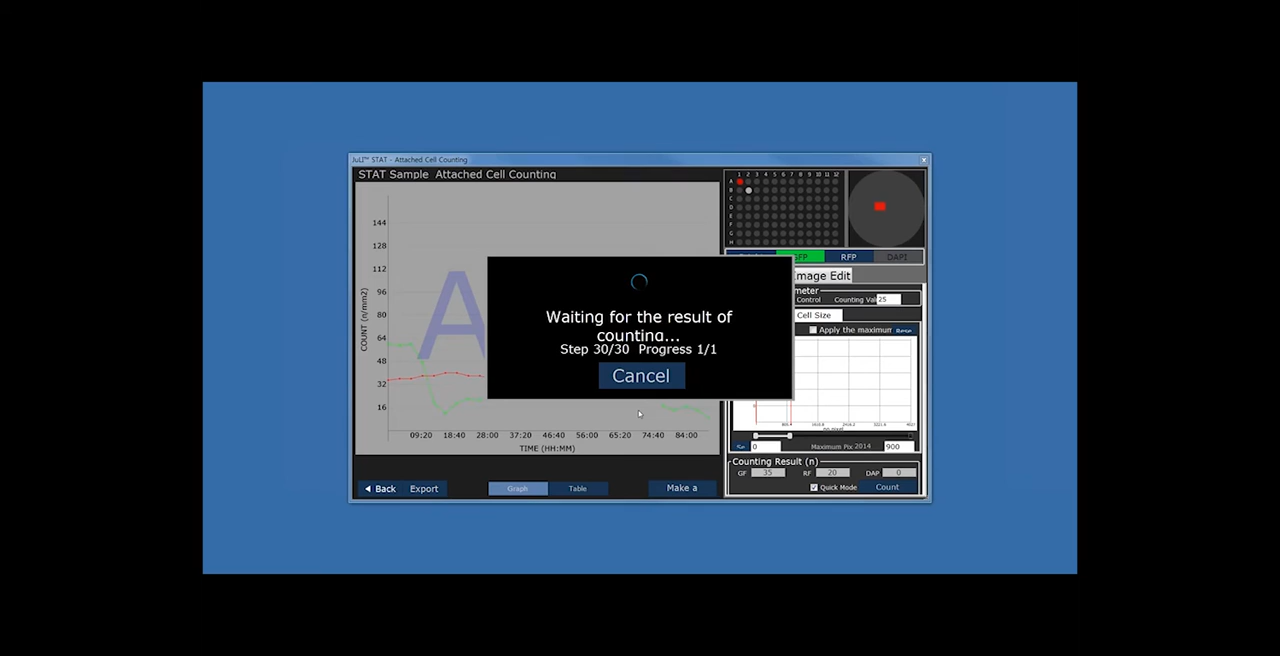 JuLI™ STAT - Attached Cell Counting
STAT Sample Attached Cell Counting
A
COUNT (n/mm2)
144
128
112
96
80
64
48
32
16
09:20 18:40 28:00 37:20 46:40 56:00 65:20 74:40 84:00
TIME (HH:MM)
Waiting for the result of
counting...
Step 30/30 Progress 1/1
Cancel
1 2 3 4 5 6 7 8 9 10 11 12
A
B
C
D
E
F
G
H
RFP DAPI
Image Edit
Control Counting Val 25
Cell Size
Apply the maximum Rese
0 Maximum Pix 2014 900
Counting Result (n)
GF 35 RF 20 DAP 0
Quick Mode Count
Back Export Graph Table Make a